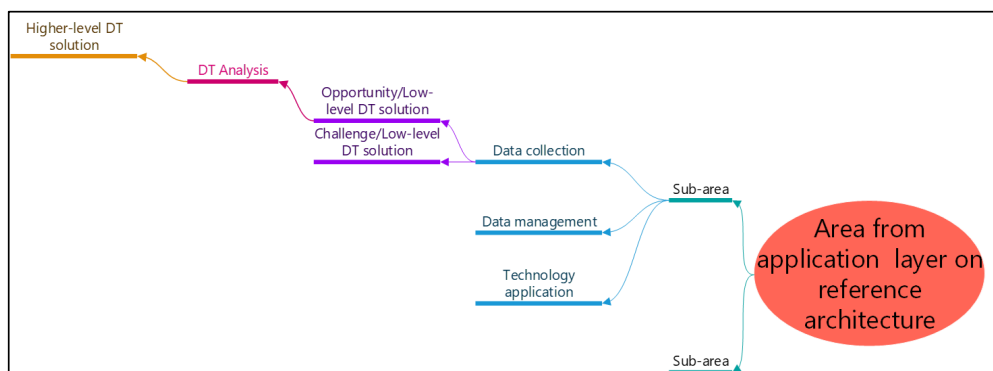 Higher-level DT
solution
DT Analysis
Opportunity/Low-
level DT solution
Challenge/Low-level
DT solution
Data collection
Data management
Technology
application
Sub-area
Sub-area
Area from
application layer on
reference
architecture